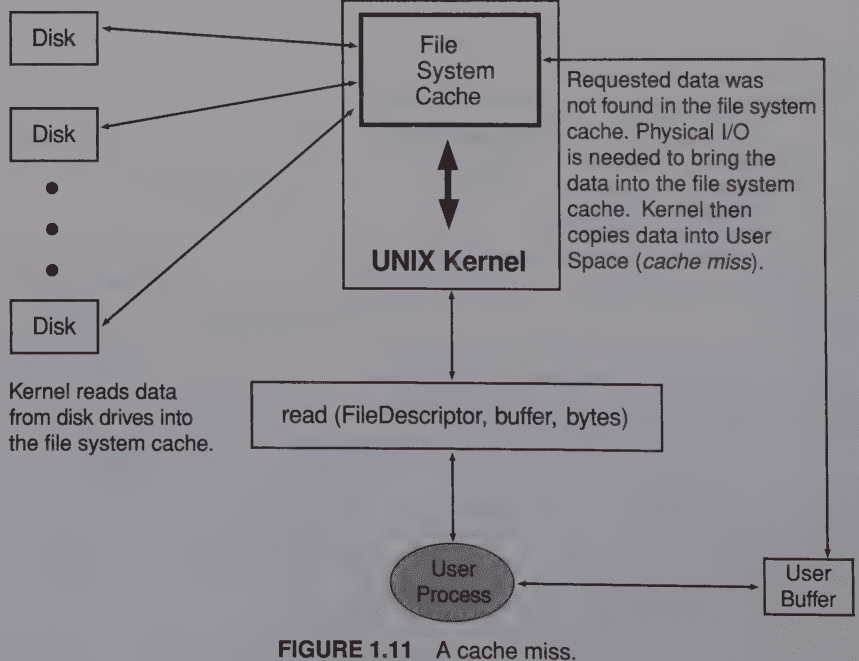 Disk
Disk
Disk
Kernel reads data
from disk drives into
the file system cache.
File
System
Cache
UNIX Kernel
Requested data was
not found in the file system
cache. Physical I/O
is needed to bring the
data into the file system
cache. Kernel then
copies data into User
Space (cache miss).
read (FileDescriptor, buffer, bytes)
User
Process
User
Buffer
FIGURE 1.11 A cache miss.